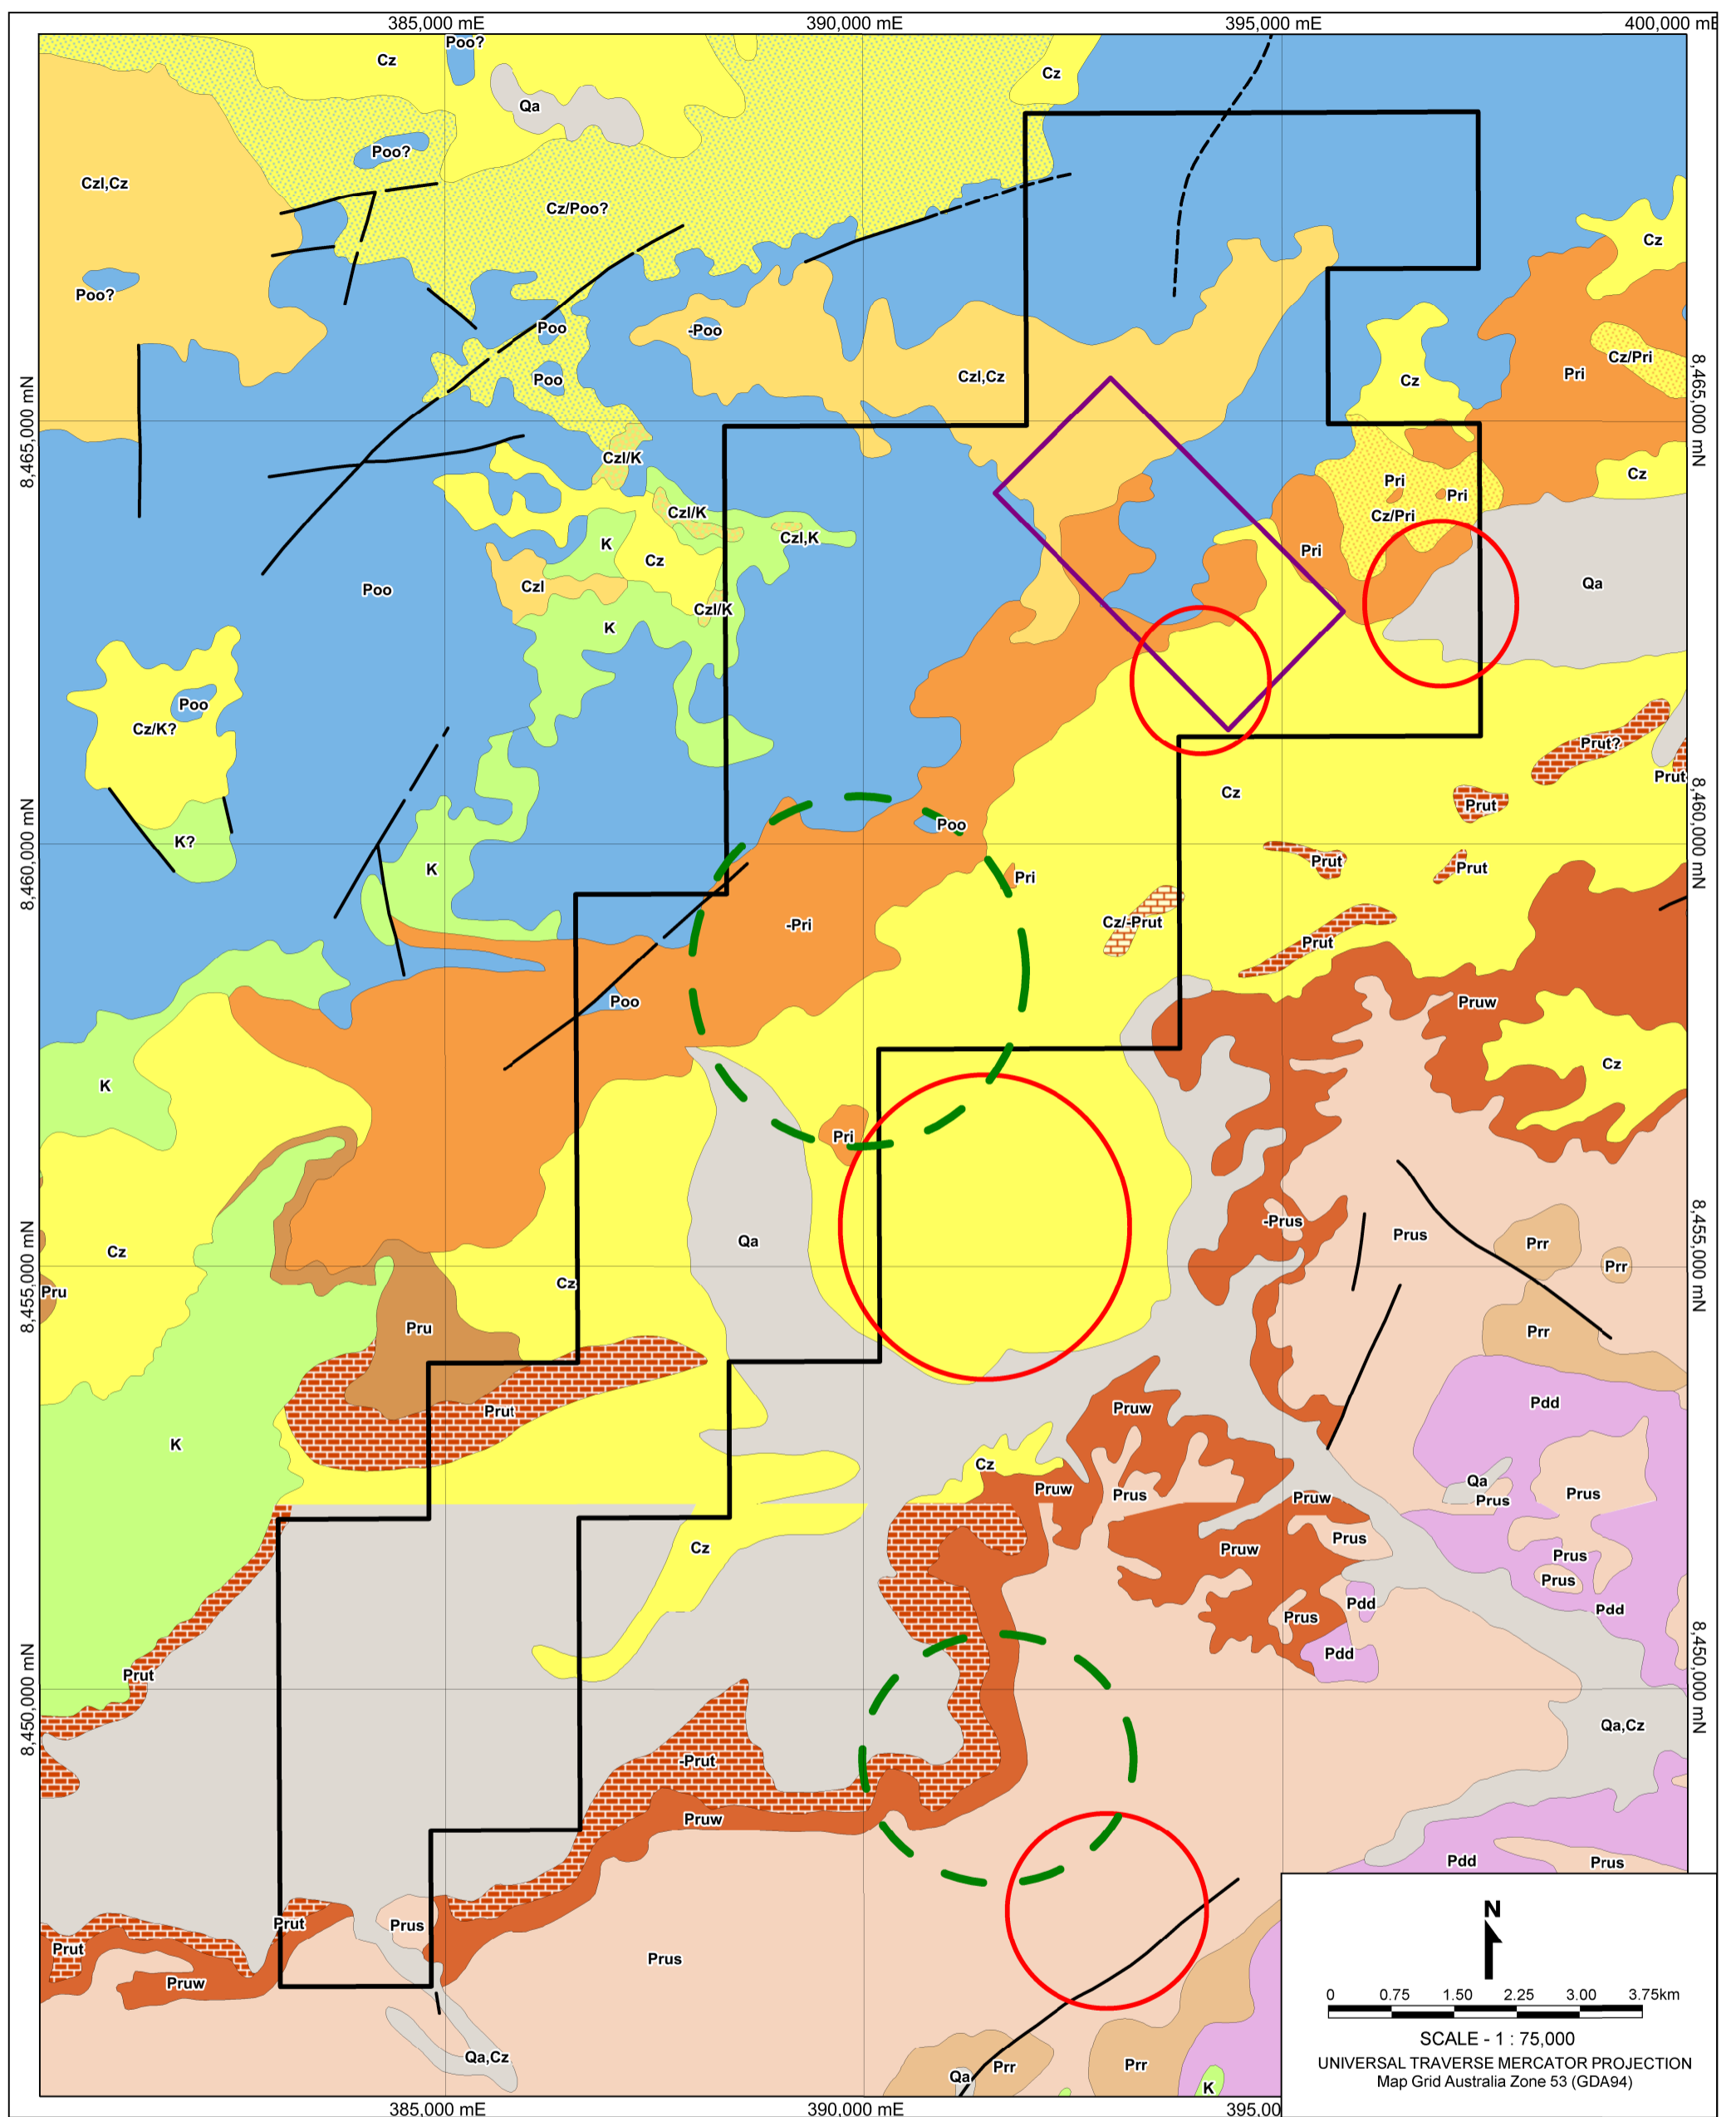 385,000 mE
390,000 mE
395,000 mE
400,000 mE
Poo?
Cz
Cz
Qa
Poo?
Czl,Cz
Cz/Poo?
Cz
Poo?
Poo
-Poo
Cz/Pri
Czl,Cz
Pri
Poo
Cz
8,465,000 mN
8,465,000 mN
Czl/K
Cz
Pri
Pri
Czl/K
Cz/Pri
Czl,K
K
Pri
Cz
Qa
Czl
Poo
Czl/K
K
Poo
Cz/K?
Prut?
Prut
Cz
Prut
Poo
8,460,000 mN
8,460,000 mN
K?
Prut
K
Prut
Pri
Cz/-Prut
-Pri
Prut
Poo
Pruw
Cz
K
Pri
-Prus
Prus
Qa
Prr
Cz
Prr
8,455,000 mN
8,455,000 mN
Cz
Pru
Pru
Prr
Pdd
Pruw
Prut
K
Cz
Qa
Pruw
Prus
Prus
Prus
Pruw
Prus
Cz
Pruw
Prus
Prus
Pdd
Pdd
Prus
Pdd
8,450,000 mN
8,450,000 mN
Prut
Qa,Cz
-Prut
Pruw
Pdd
Prus
Prut
Prus
Prut
Prus
Pruw
Qa,Cz
Prr
Prr
Qa
K
N
0 0.75 1.50 2.25 3.00 3.75km
SCALE - 1 : 75,000
UNIVERSAL TRAVERSE MERCATOR PROJECTION
Map Grid Australia Zone 53 (GDA94)
385,000 mE
390,000 mE
395,00